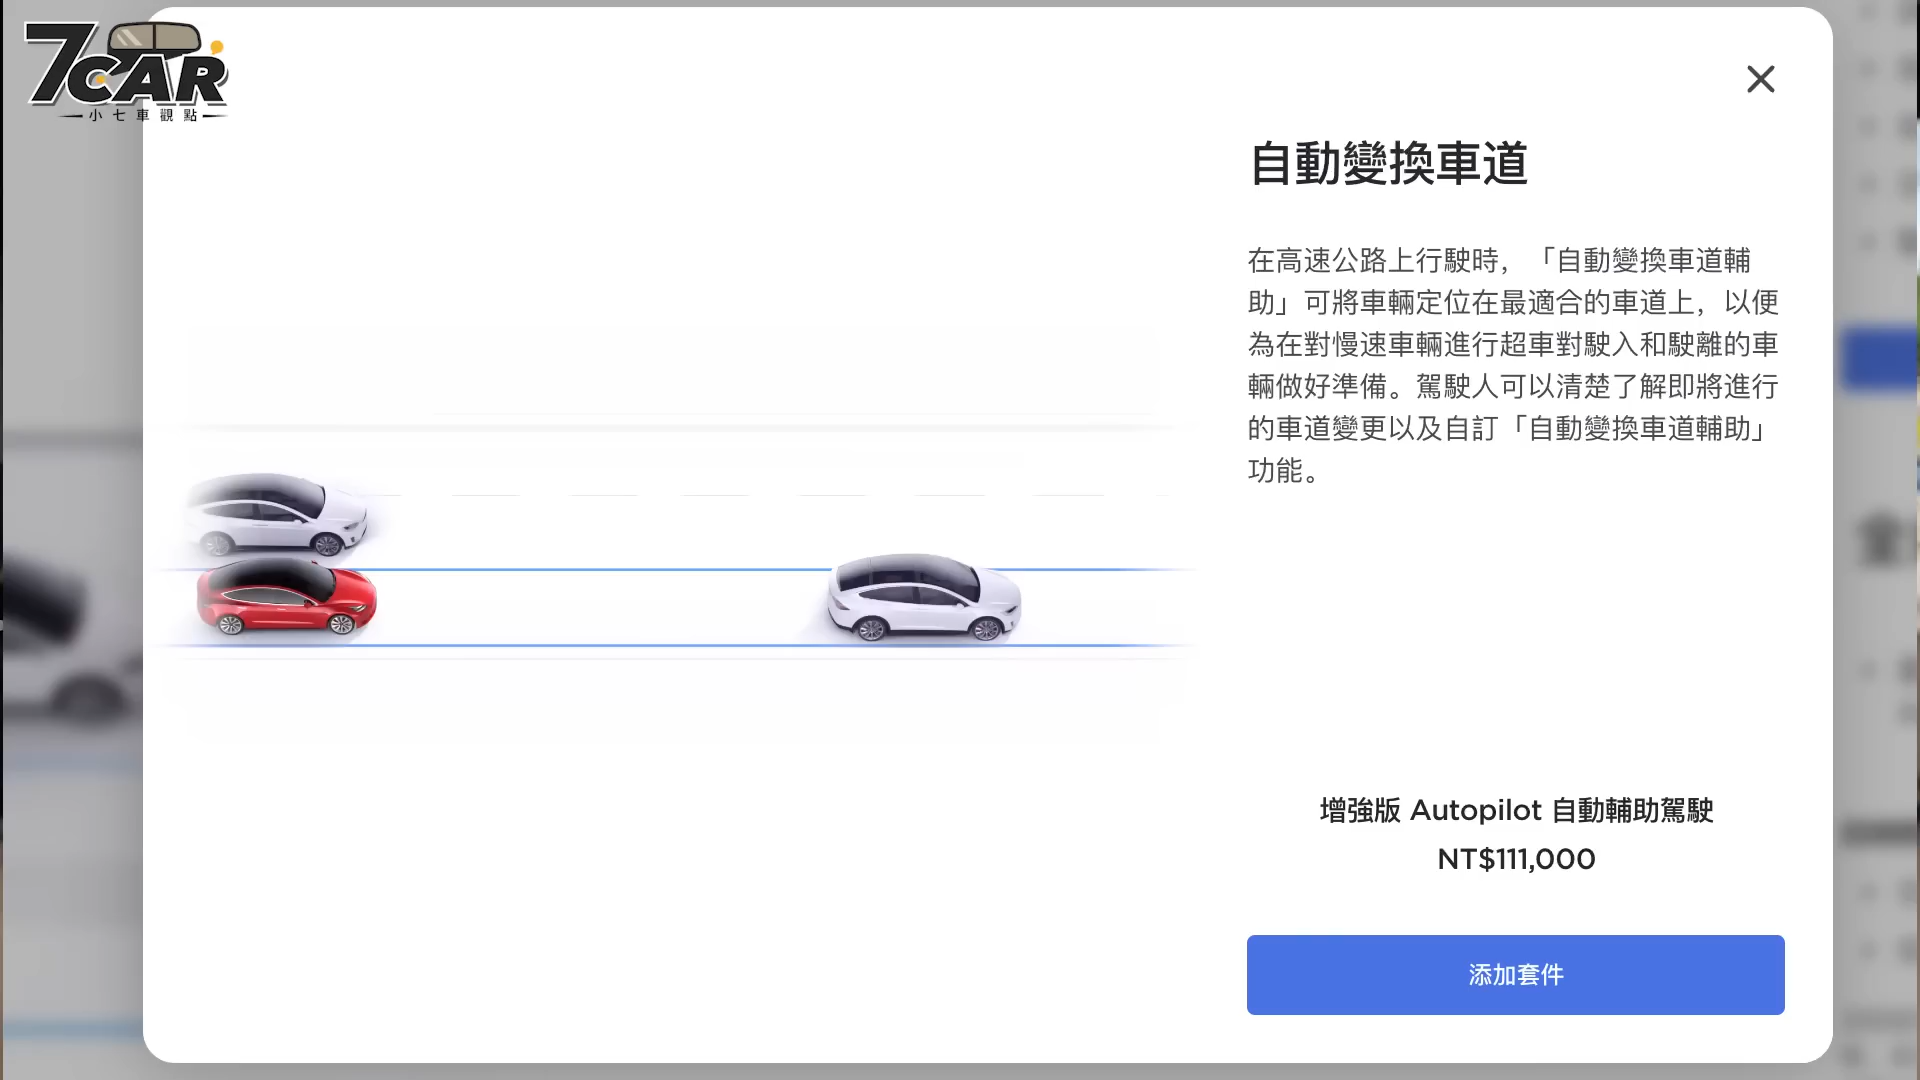 7CAR
小七車觀點
自動變換車道
在高速公路上行駛時，「自動變換車道輔
助」可將車輛定位在最適合的車道上，以便
為在對慢速車輛進行超車對駛入和駛離的車
輛做好準備。駕駛人可以清楚了解即將進行
的車道變更以及自訂「自動變換車道輔助」
功能。
增強版 Autopilot 自動輔助駕駛
NT$111,000
添加套件